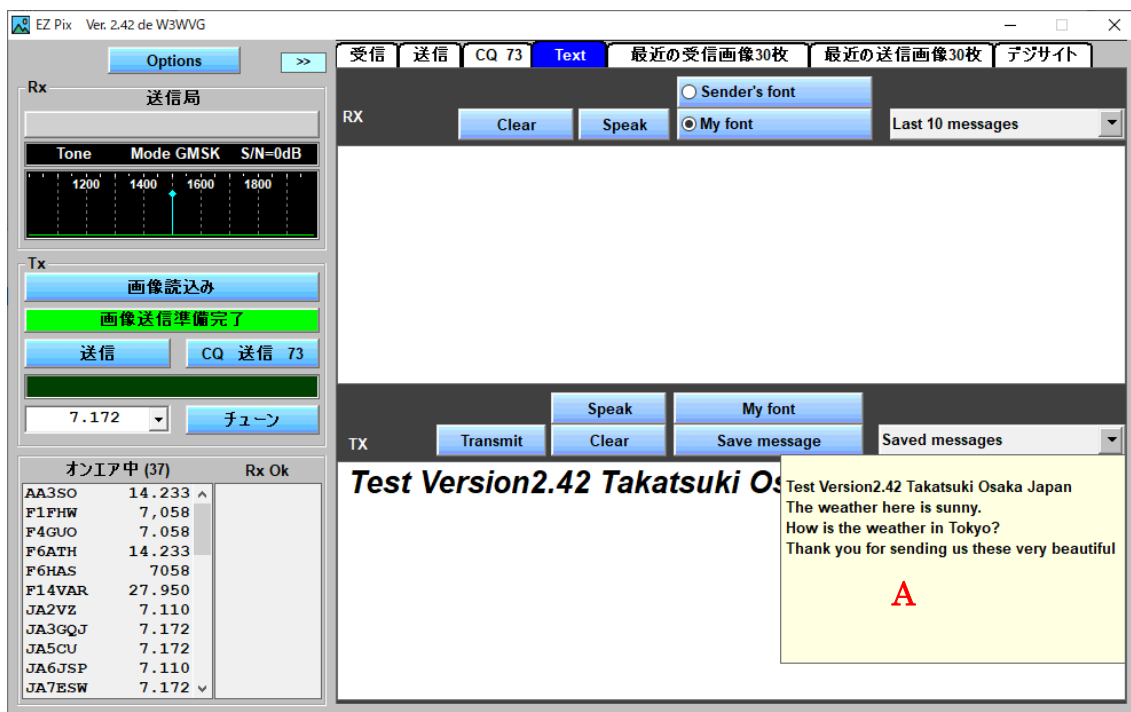 EZ Pix Ver. 2.42 de W3WVG
Options
>>
Rx
送信局
Tone Mode GMSK S/N=0dB
1200 1400 1600 1800
Tx
画像読込み
画像送信準備完了
送信
CQ 送信 73
7.172
チューン
オンエア中 (37)
Rx Ok
AA3SO 14.233
F1FHW 7,058
F4GUO 7.058
F6ATH 14.233
F6HAS 7058
F14VAR 27.950
JA2VZ 7.110
JA3GQJ 7.172
JA5CU 7.172
JA6JSP 7.110
JA7ESW 7.172
受信 送信 CQ 73 Text 最近の受信画像30枚 最近の送信画像30枚 デジサイト
Sender's font
RX
Clear
Speak
My font
Last 10 messages
Speak
My font
TX
Transmit
Clear
Save message
Saved messages
Test Version2.42 Takatsuki Os
Test Version2.42 Takatsuki Osaka Japan
The weather here is sunny.
How is the weather in Tokyo?
Thank you for sending us these very beautiful
A